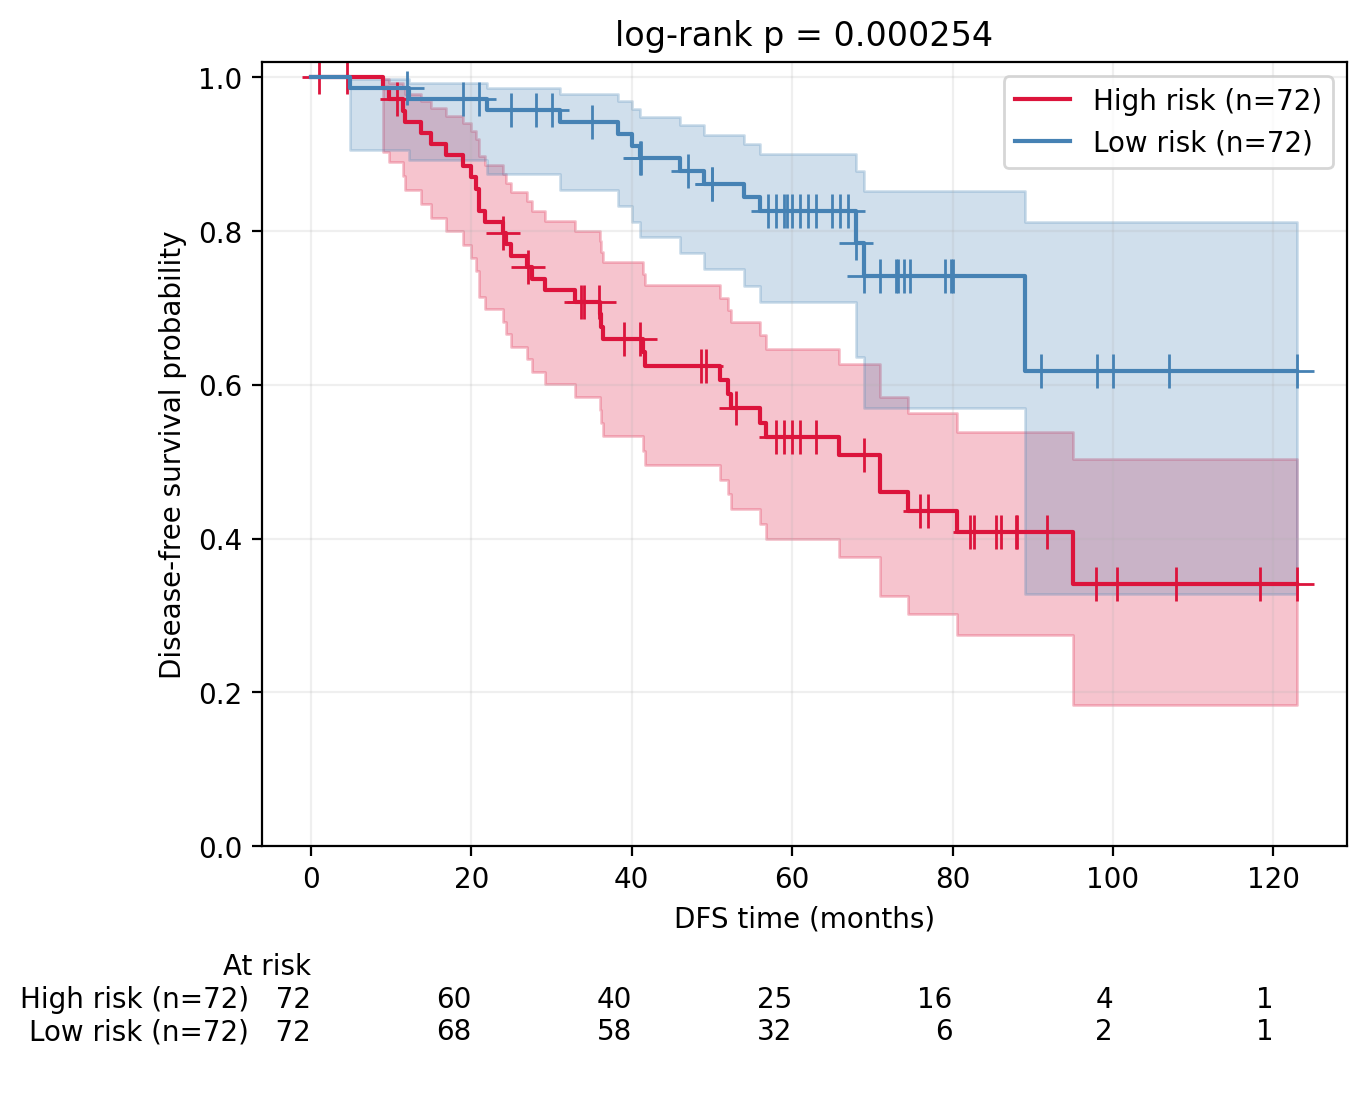 log-rank p = 0.000254
High risk (n=72)
Low risk (n=72)
Disease-free survival probability
1.0
0.8
0.6
0.4
0.2
0.0
0 20 40 60 80 100 120
DFS time (months)
At risk
High risk (n=72) 72 60 40 25 16 4 1
Low risk (n=72) 72 68 58 32 6 2 1